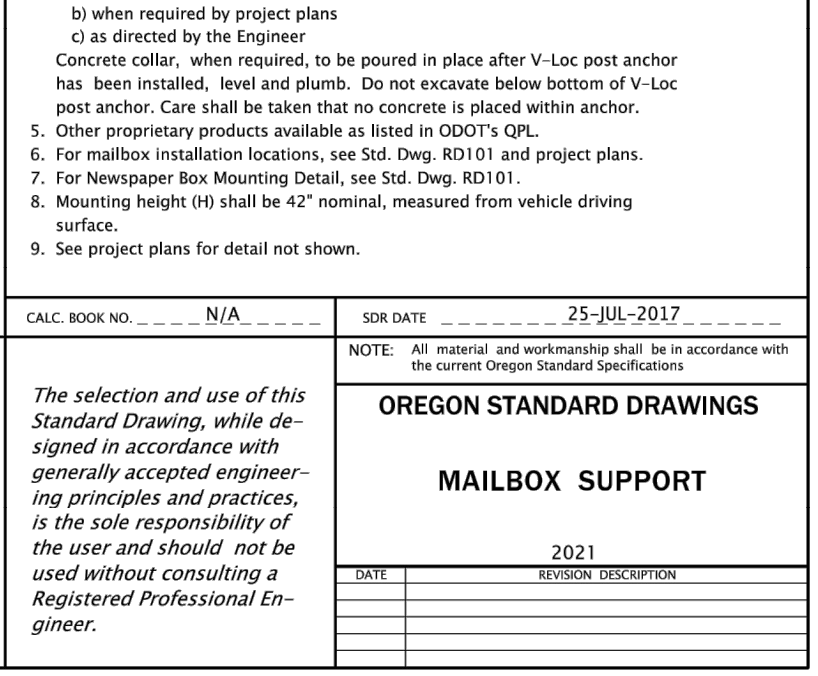 b) when required by project plans
c) as directed by the Engineer
Concrete collar, when required, to be poured in place after V-Loc post anchor
has been installed, level and plumb. Do not excavate below bottom of V-Loc
post anchor. Care shall be taken that no concrete is placed within anchor.
5. Other proprietary products available as listed in ODOT's QPL.
6. For mailbox installation locations, see Std. Dwg. RD101 and project plans.
7. For Newspaper Box Mounting Detail, see Std. Dwg. RD101.
8. Mounting height (H) shall be 42" nominal, measured from vehicle driving
surface.
9. See project plans for detail not shown.
CALC. BOOK NO. N/A
SDR DATE 25-JUL-2017
The selection and use of this
Standard Drawing, while de-
signed in accordance with
generally accepted engineer-
ing principles and practices,
is the sole responsibility of
the user and should not be
used without consulting a
Registered Professional En-
gineer.
NOTE: All material and workmanship shall be in accordance with
the current Oregon Standard Specifications
OREGON STANDARD DRAWINGS
MAILBOX SUPPORT
2021
DATE REVISION DESCRIPTION